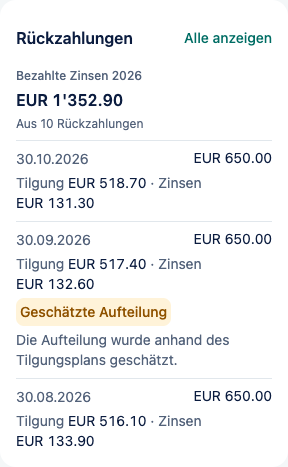 Rückzahlungen
Alle anzeigen
Bezahlte Zinsen 2026
EUR 1'352.90
Aus 10 Rückzahlungen
30.10.2026
EUR 650.00
Tilgung EUR 518.70 · Zinsen
EUR 131.30
30.09.2026
EUR 650.00
Tilgung EUR 517.40 · Zinsen
EUR 132.60
Geschätzte Aufteilung
Die Aufteilung wurde anhand des
Tilgungsplans geschätzt.
30.08.2026
EUR 650.00
Tilgung EUR 516.10 · Zinsen
EUR 133.90